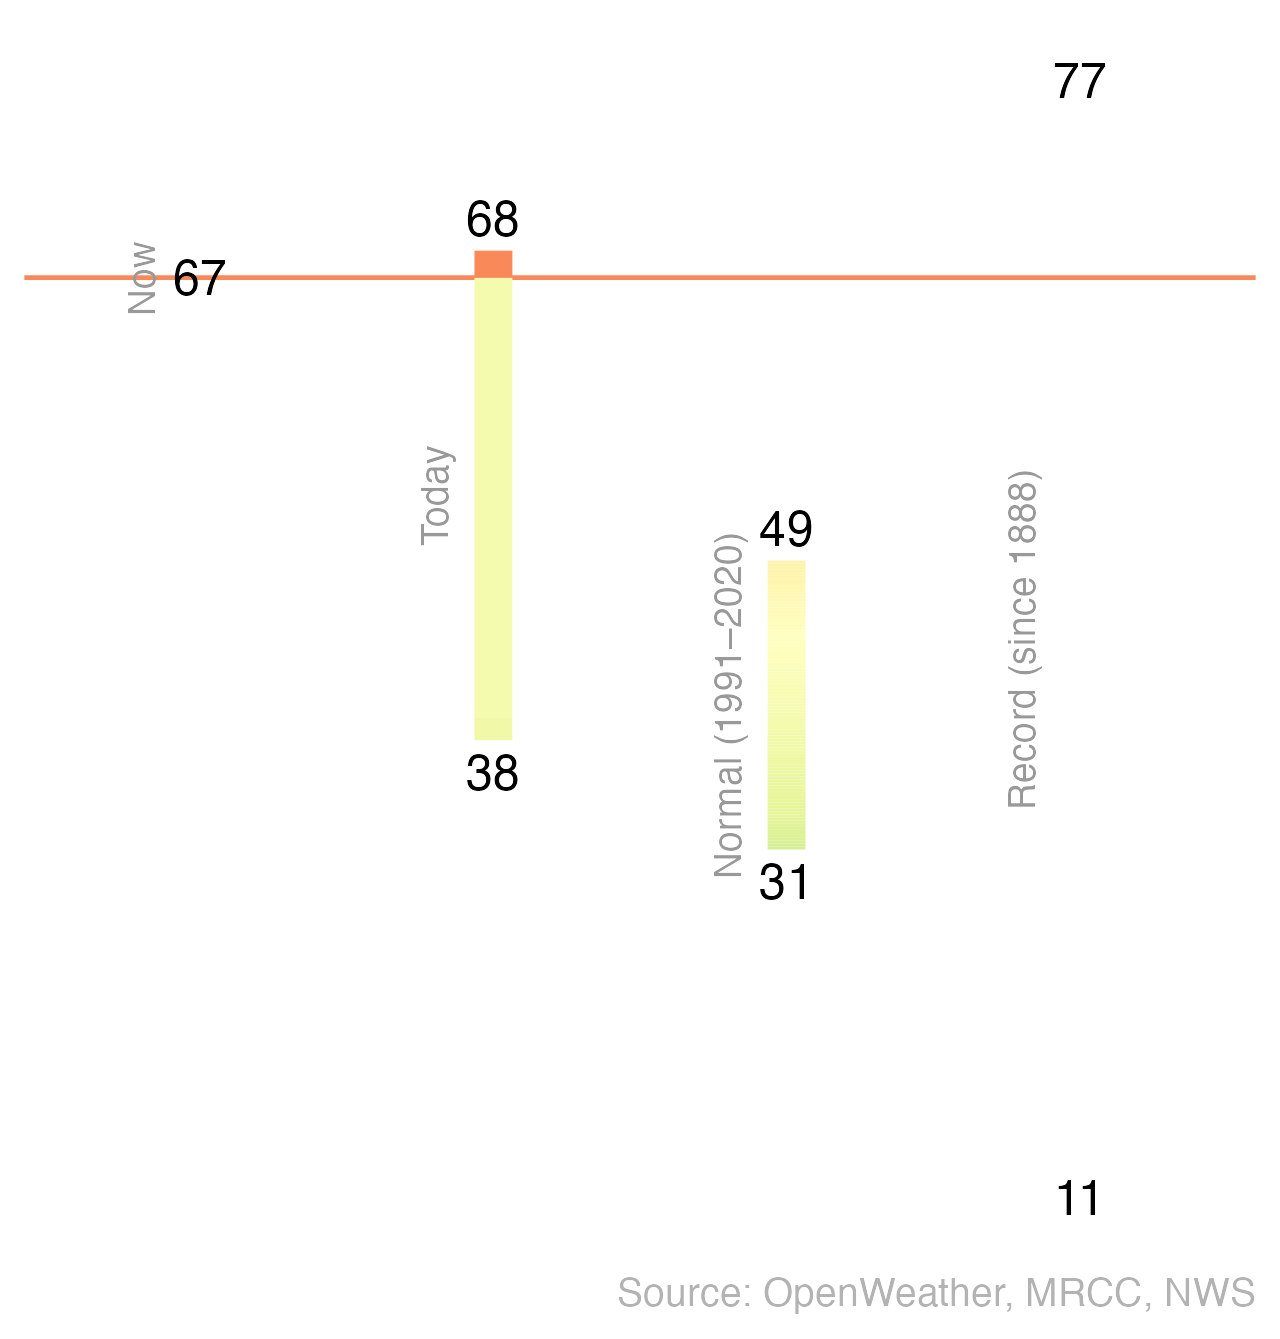 77
68
Now
67
Today
49
Normal (1991–2020)
Record (since 1888)
38
31
11
Source: OpenWeather, MRCC, NWS